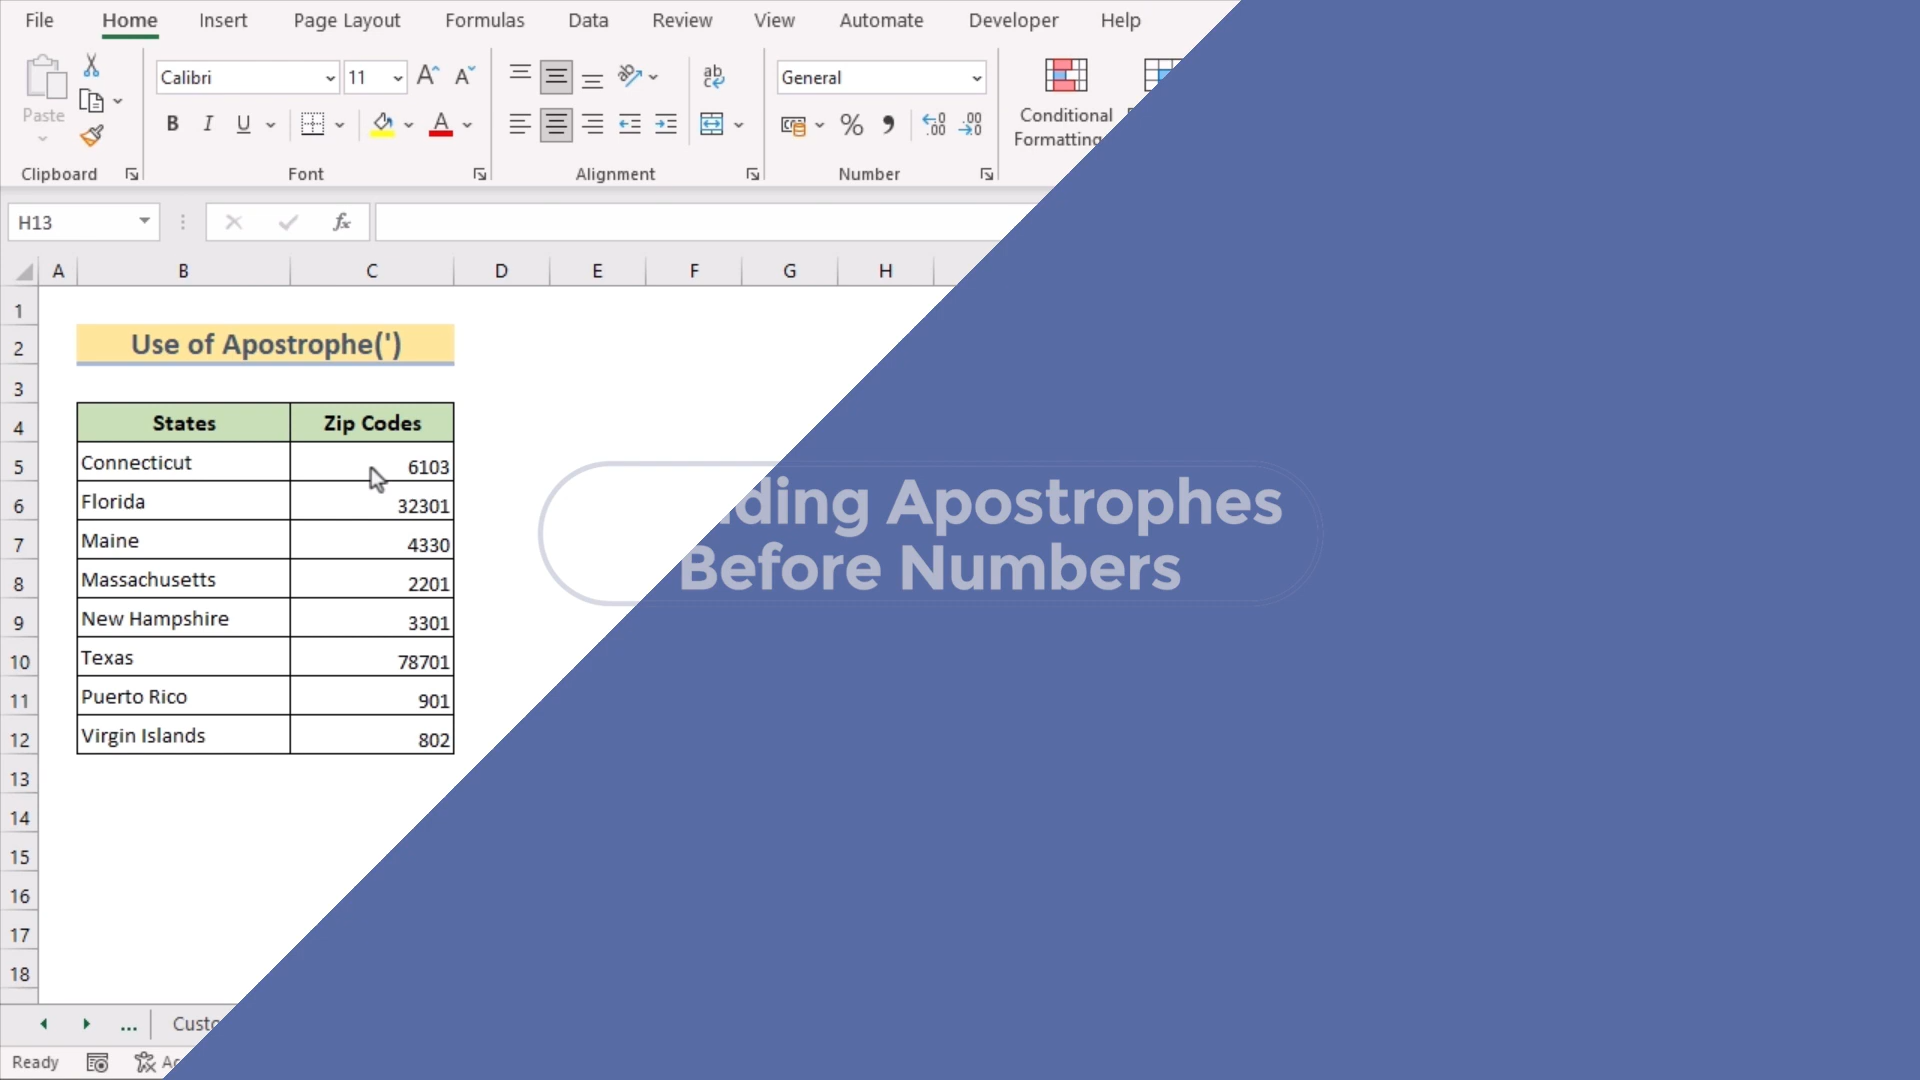 File Home Insert Page Layout Formulas Data Review View Automate Developer Help
Calibri 11 General
Paste
Conditional
Formatting
Clipboard Font Alignment Number
H13
A B C D E F G H
1
2 Use of Apostrophe(')
3
4 States Zip Codes
5 Connecticut 6103
6 Florida 32301
7 Maine 4330
8 Massachusetts 2201
9 New Hampshire 3301
10 Texas 78701
11 Puerto Rico 901
12 Virgin Islands 802
13
14
15
16
17
18
ding Apostrophes
Before Numbers
... Custo
Ready